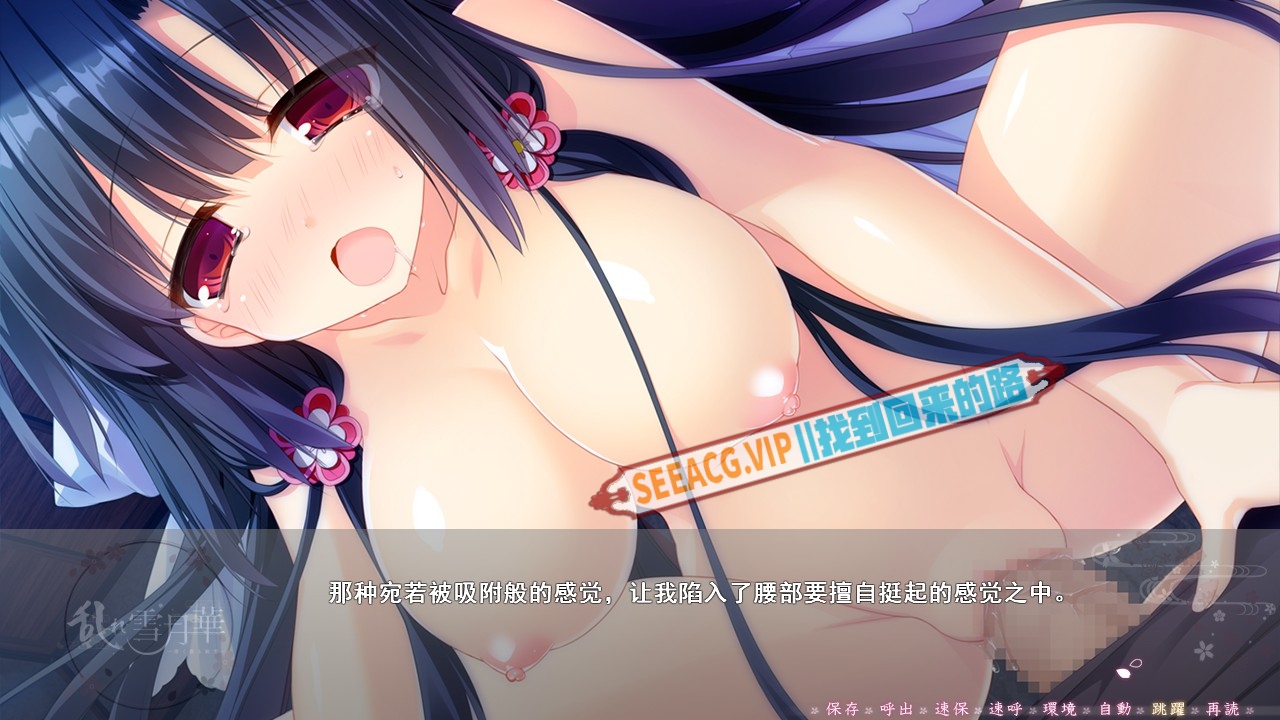 SEEACG.VIP||找到回来的路
那种宛若被吸附般的感觉，让我陷入了腰部要擅自挺起的感觉之中。
乱れ雪月華
保存 呼出 速保 速呼 環境 自動 跳躍 再読